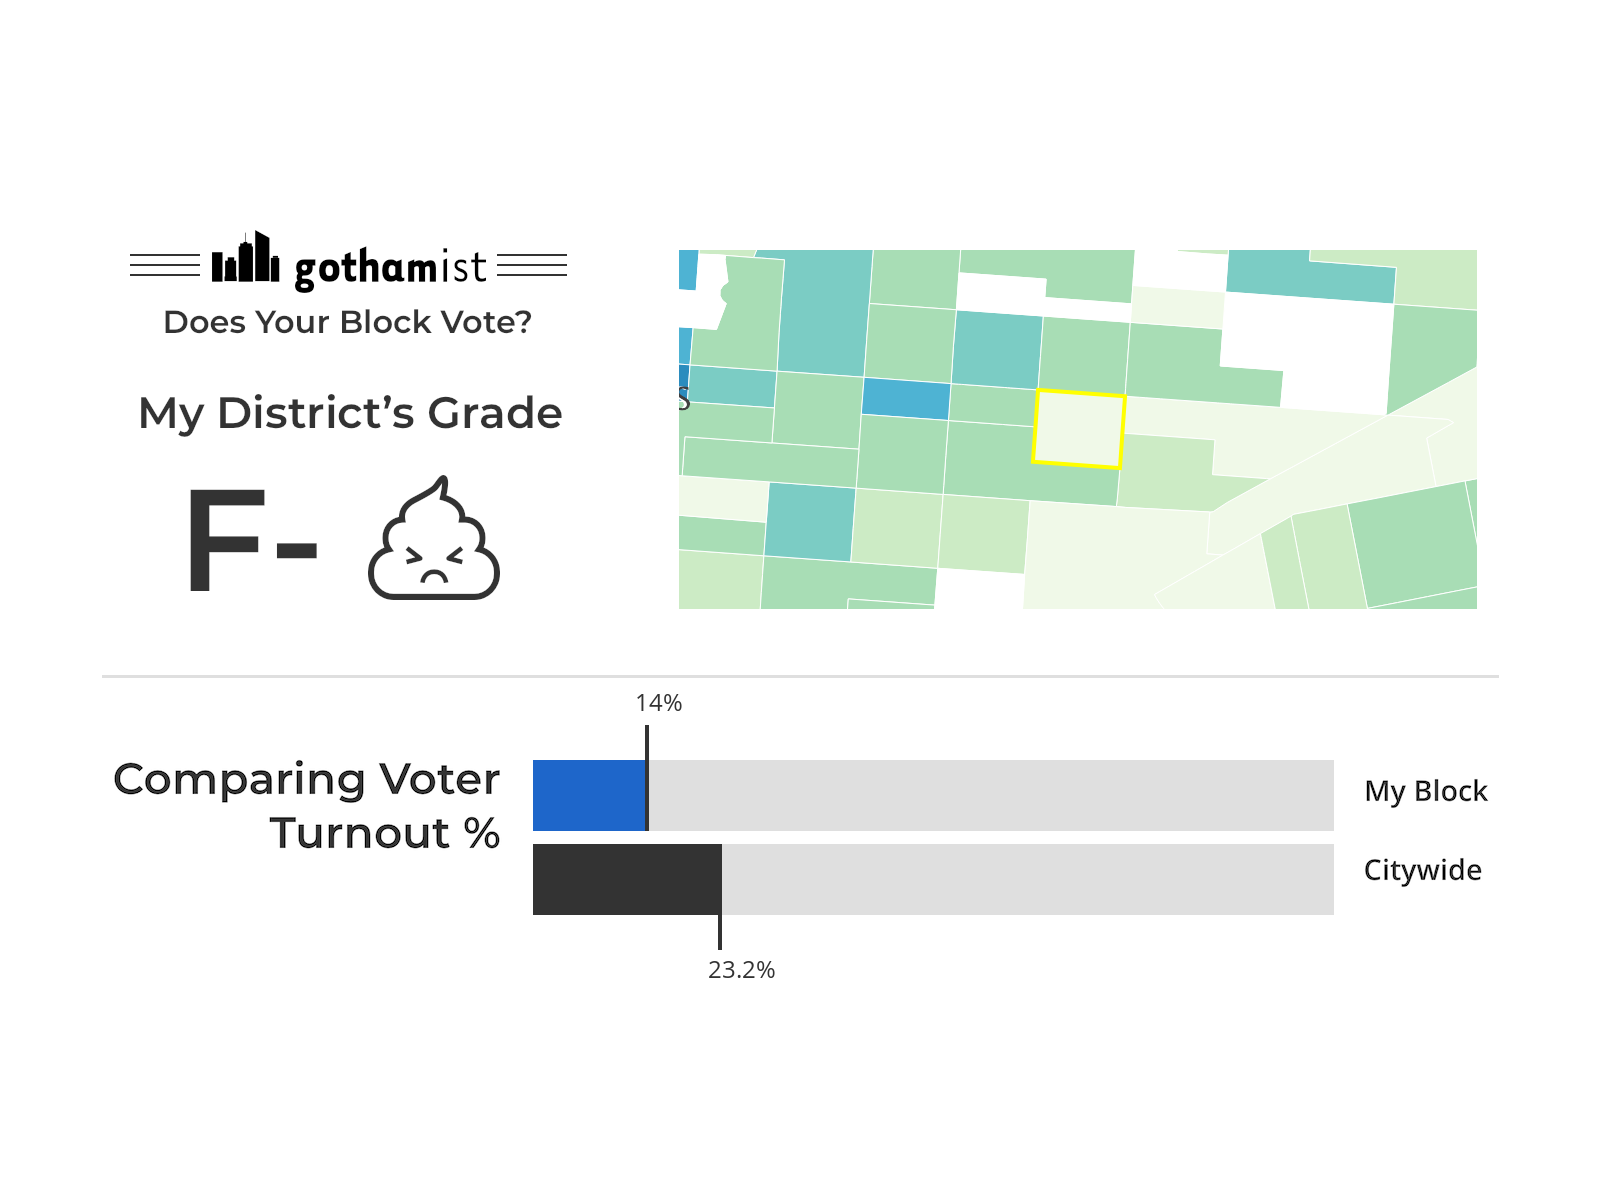 gothamist
Does Your Block Vote?
My District’s Grade
F-
S
14%
Comparing Voter
Turnout %
My Block
Citywide
23.2%